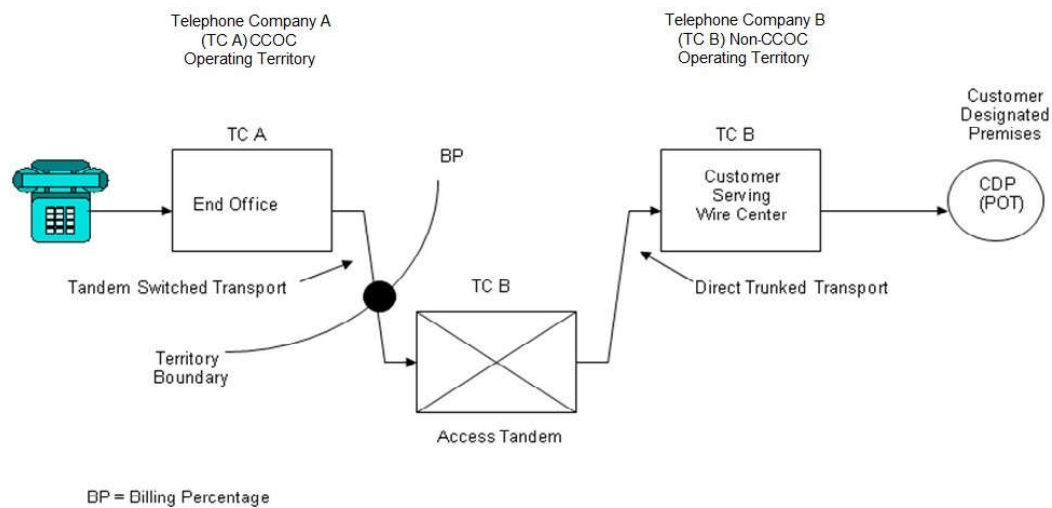 Telephone Company A
(TC A) CCOC
Operating Territory
Telephone Company B
(TC B) Non-CCOC
Operating Territory
Customer
Designated
Premises
TC A
BP
TC B
End Office
Customer
Serving
Wire Center
CDP
(POT)
Tandem Switched Transport
TC B
Direct Trunked Transport
Territory
Boundary
Access Tandem
BP = Billing Percentage